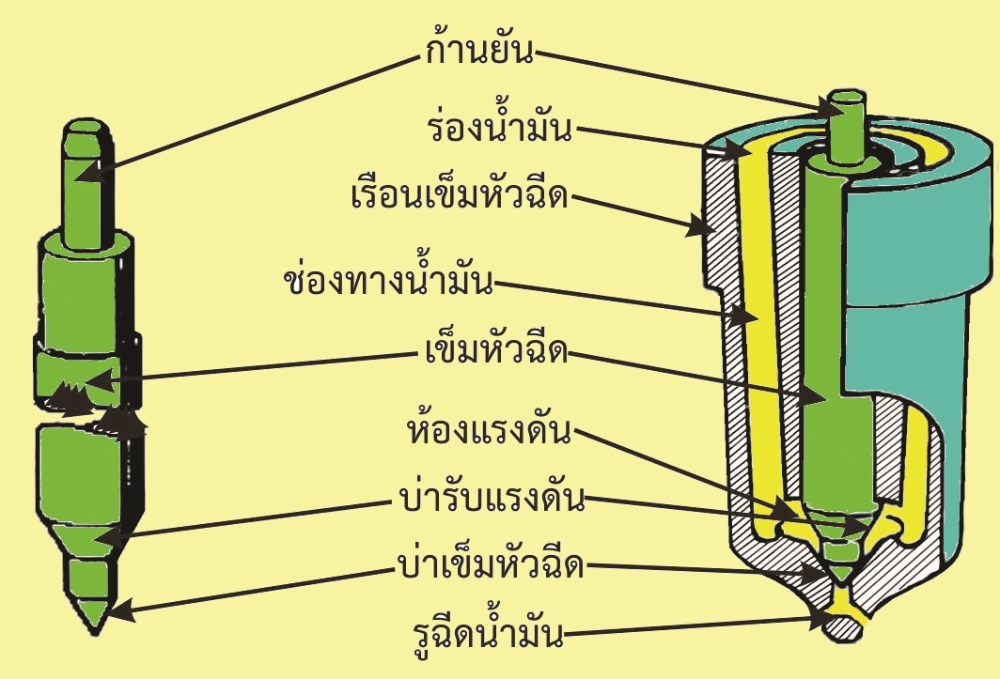 ก้านยัน
ร่องน้ำมัน
เรือนเข็มหัวฉีด
ช่องทางน้ำมัน
เข็มหัวฉีด
ห้องแรงดัน
บ่ารับแรงดัน
บ่าเข็มหัวฉีด
รูฉีดน้ำมัน